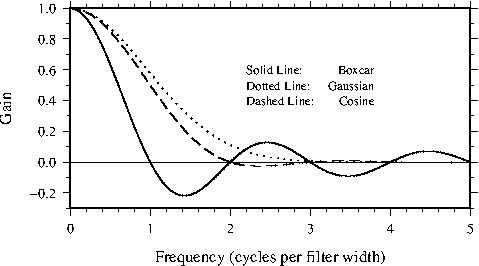 1.0
0.8
0.6
0.4
0.2
0.0
−0.2
Gain
Solid Line: Boxcar
Dotted Line: Gaussian
Dashed Line: Cosine
0 1 2 3 4 5
Frequency (cycles per filter width)